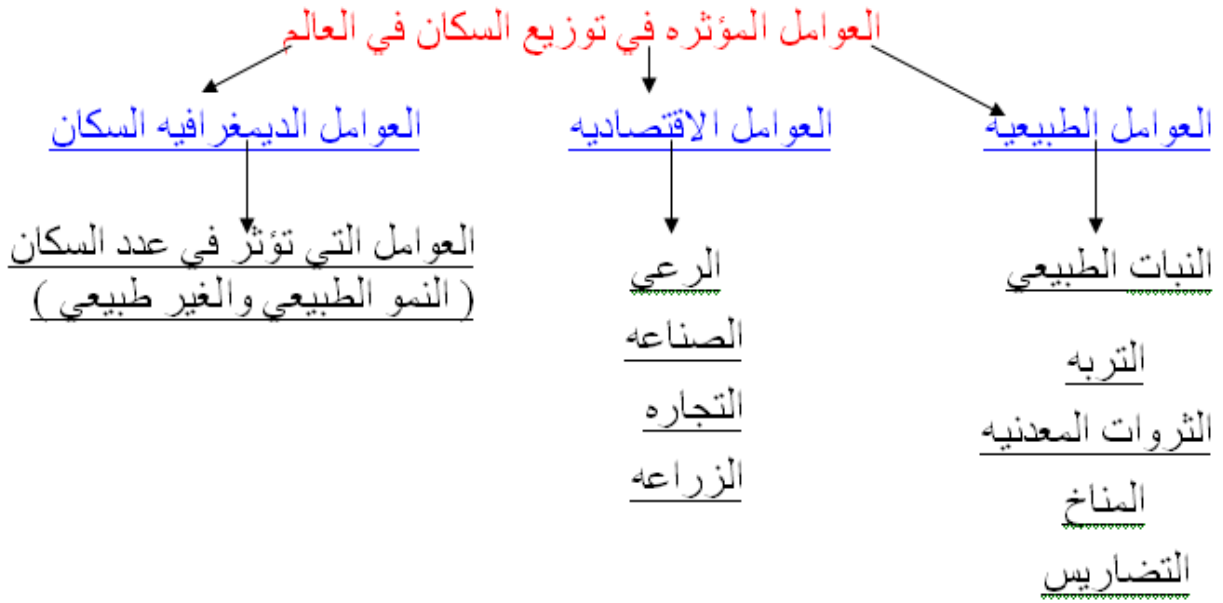 العوامل المؤثره في توزيع السكان في العالم
العوامل الطبيعيه
العوامل الاقتصاديه
العوامل الديمغرافيه السكان
النبات الطبيعي
التربه
الثروات المعدنيه
المناخ
التضاريس
الرعي
الصناعه
التجاره
الزراعه
العوامل التي تؤثر في عدد السكان
( النمو الطبيعي والغير طبيعي )